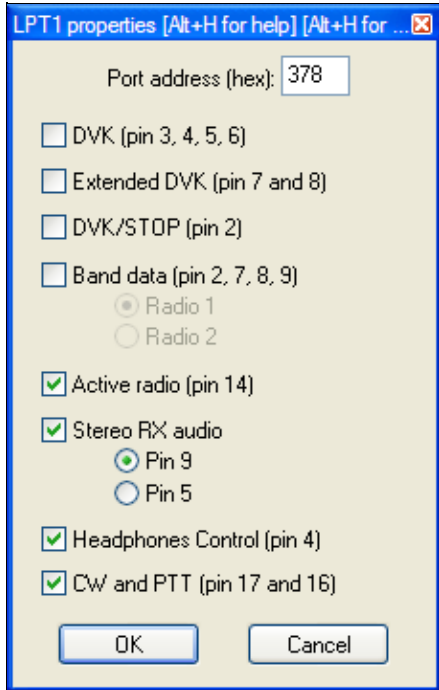 LPT1 properties [Alt+H for help] [Alt+H for ...
Port address (hex): 378
DVK (pin 3, 4, 5, 6)
Extended DVK (pin 7 and 8)
DVK/STOP (pin 2)
Band data (pin 2, 7, 8, 9)
Radio 1
Radio 2
Active radio (pin 14)
Stereo RX audio
Pin 9
Pin 5
Headphones Control (pin 4)
CW and PTT (pin 17 and 16)
OK Cancel